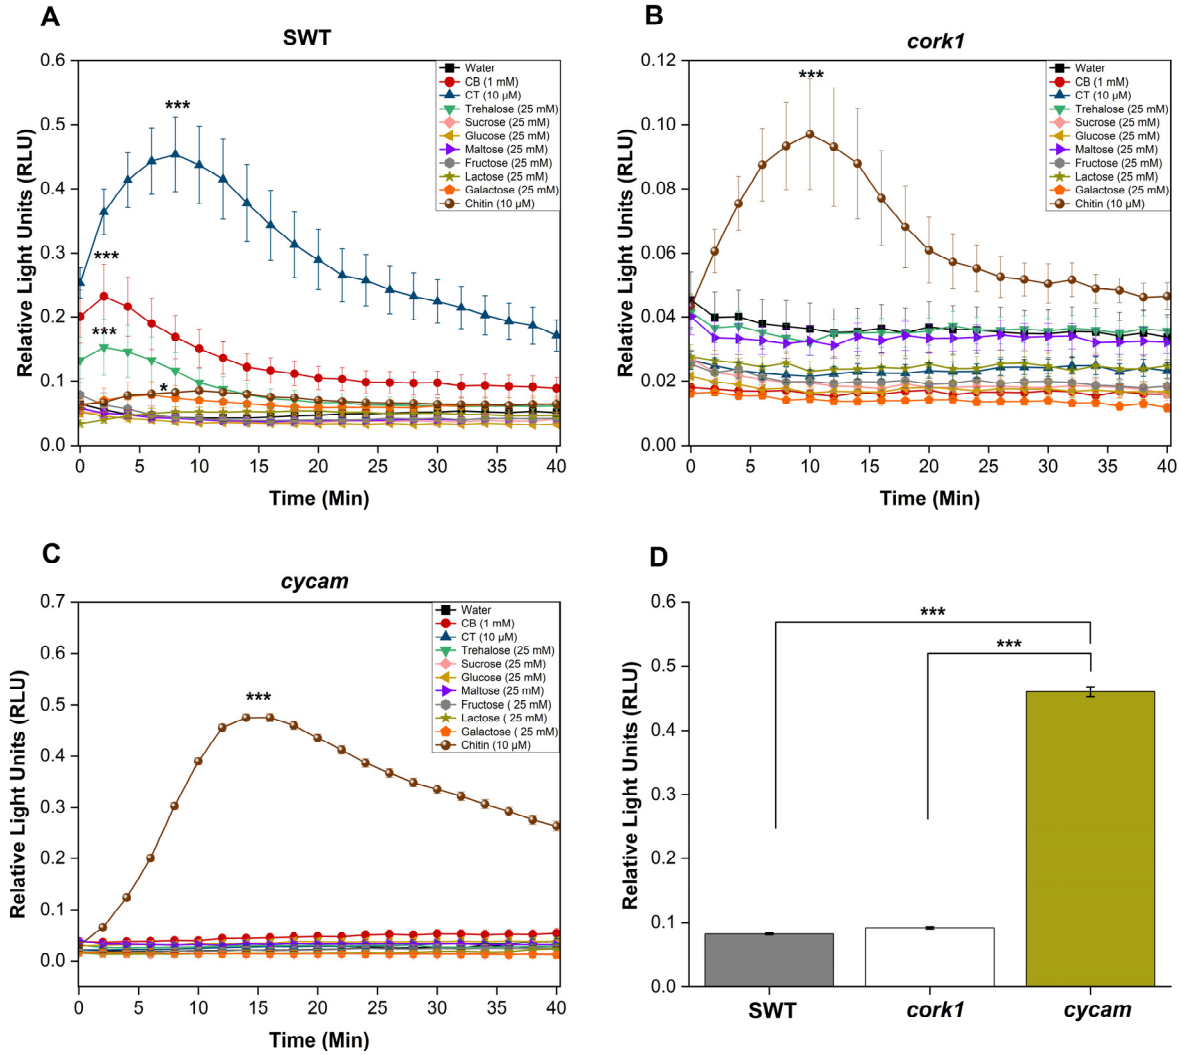 A
SWT
Relative Light Units (RLU)
0.6
0.5
0.4
0.3
0.2
0.1
0.0
***
***
***
*
Water
CB (1 mM)
CT (10 µM)
Trehalose (25 mM)
Sucrose (25 mM)
Glucose (25 mM)
Maltose (25 mM)
Fructose (25 mM)
Lactose (25 mM)
Galactose (25 mM)
Chitin (10 µM)
0 5 10 15 20 25 30 35 40
Time (Min)
B
cork1
Relative Light Units (RLU)
0.12
0.10
0.08
0.06
0.04
0.02
0.00
***
Water
CB (1 mM)
CT (10 µM)
Trehalose (25 mM)
Sucrose (25 mM)
Glucose (25 mM)
Maltose (25 mM)
Fructose (25 mM)
Lactose (25 mM)
Galactose (25 mM)
Chitin (10 µM)
0 5 10 15 20 25 30 35 40
Time (Min)
C
cycam
Relative Light Units (RLU)
0.7
0.6
0.5
0.4
0.3
0.2
0.1
0.0
***
Water
CB (1 mM)
CT (10 µM)
Trehalose (25 mM)
Sucrose (25 mM)
Glucose (25 mM)
Maltose (25 mM)
Fructose ( 25 mM)
Lactose ( 25 mM)
Galactose ( 25 mM)
Chitin (10 µM)
0 5 10 15 20 25 30 35 40
Time (Min)
D
Relative Light Units (RLU)
0.6
0.5
0.4
0.3
0.2
0.1
0.0
***
***
SWT cork1 cycam